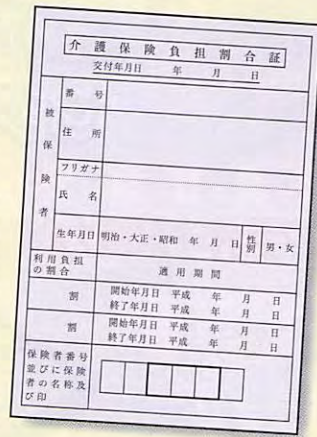 介護保険負担割合証
交付年月日 年 月 日
被保険者
番号
住所
フリガナ
氏名
生年月日 明治・大正・昭和 年 月 日 性別 男・女
利用負担の割合 適用期間
割 開始年月日 平成 年 月 日
終了年月日 平成 年 月 日
割 開始年月日 平成 年 月 日
終了年月日 平成 年 月 日
保険者番号
並びに保険
者の名称及
び印